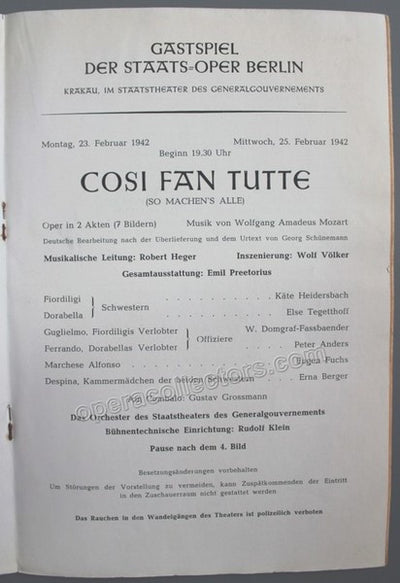 GASTSPIEL
DER STAATS=OPER BERLIN
KRAKAU, IM STAATSTHEATER DES GENERALGOUVERNEMENTS
Montag, 23. Februar 1942 Mittwoch, 25. Februar 1942
Beginn 19.30 Uhr
COSI FAN TUTTE
(SO MACHEN'S ALLE)
Oper in 2 Akten (7 Bildern) Musik von Wolfgang Amadeus Mozart
Deutsche Bearbeitung nach der Überlieferung und dem Urtext von Georg Schünemann
Musikalische Leitung: Robert Heger Inszenierung: Wolf Völker
Gesamtausstattung: Emil Preetorius
Fiordiligi Käte Heidersbach
Schwestern
Dorabella Else Tegetthoff
Guglielmo, Fiordiligis Verlobter W. Domgraf-Fassbaender
Offiziere
Ferrando, Dorabellas Verlobter Peter Anders
Marchese Alfonso Eugen Fuchs
Despina, Kammermädchen der beiden Schwestern Erna Berger
Am Cembalo: Gustav Grossmann
Das Orchester des Staatstheaters des Generalgouvernements
Bühnentechnische Einrichtung: Rudolf Klein
Pause nach dem 4. Bild
Besetzungsänderungen vorbehalten
Um Störungen der Vorstellung zu vermeiden, kann Zuspätkommenden der Eintritt
in den Zuschauerraum nicht gestattet werden
Das Rauchen in den Wandelgängen des Theaters ist polizeilich verboten
operacollectors.com